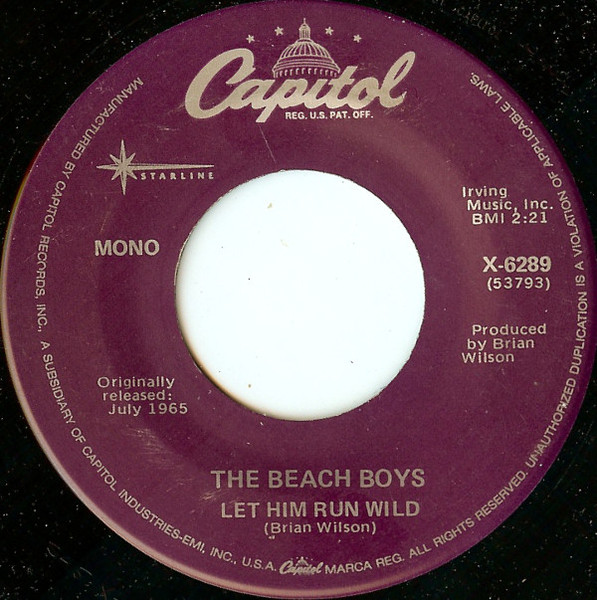 Capitol
REG. U.S. PAT. OFF.
STARLINE
MONO
Irving
Music, Inc.
BMI 2:21
X-6289
(53793)
Produced
by Brian
Wilson
Originally
released:
July 1965
THE BEACH BOYS
LET HIM RUN WILD
(Brian Wilson)
MANUFACTURED BY CAPITOL RECORDS, INC., A SUBSIDIARY OF CAPITOL INDUSTRIES-EMI, INC., U.S.A. Capitol MARCA REG. ALL RIGHTS RESERVED. UNAUTHORIZED DUPLICATION IS A VIOLATION OF APPLICABLE LAWS.